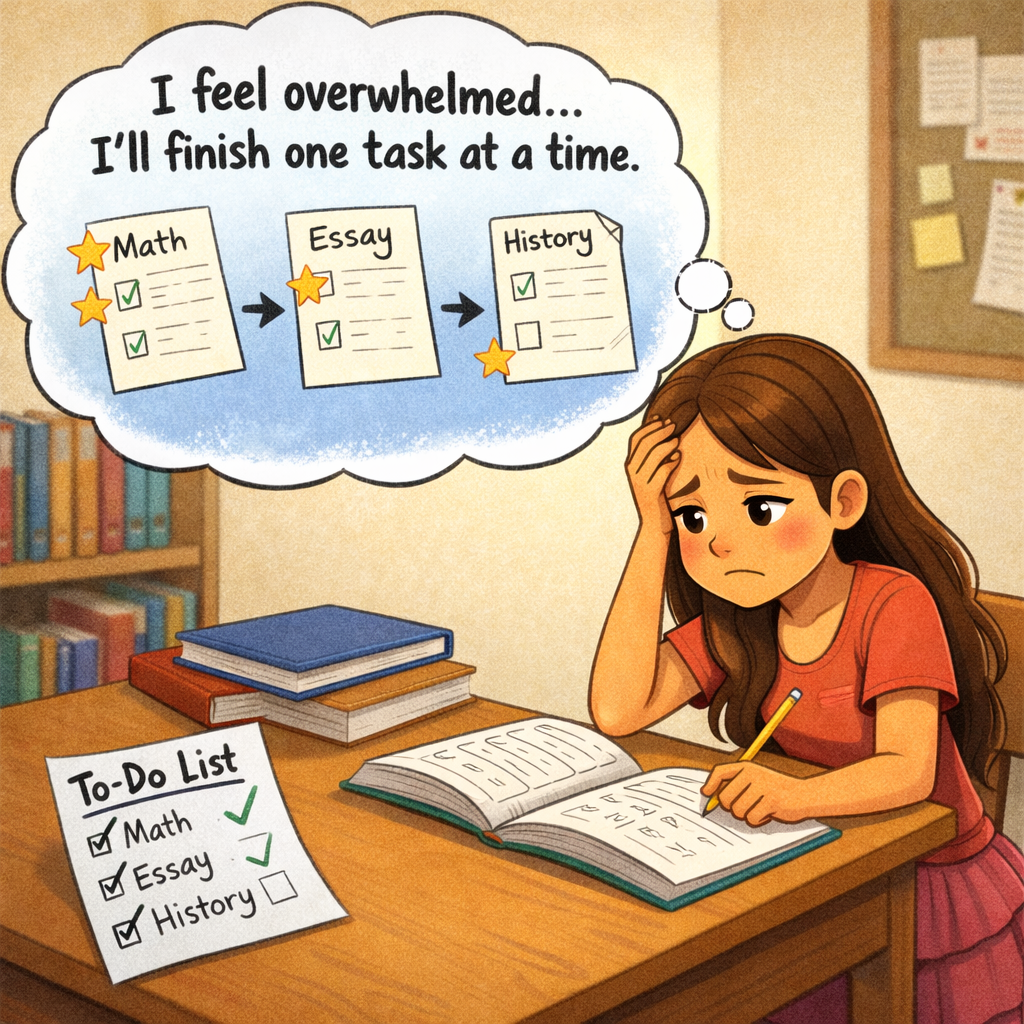 I feel overwhelmed...
I'll finish one task at a time.
Math
Essay
History
To-Do List
Math
Essay
History